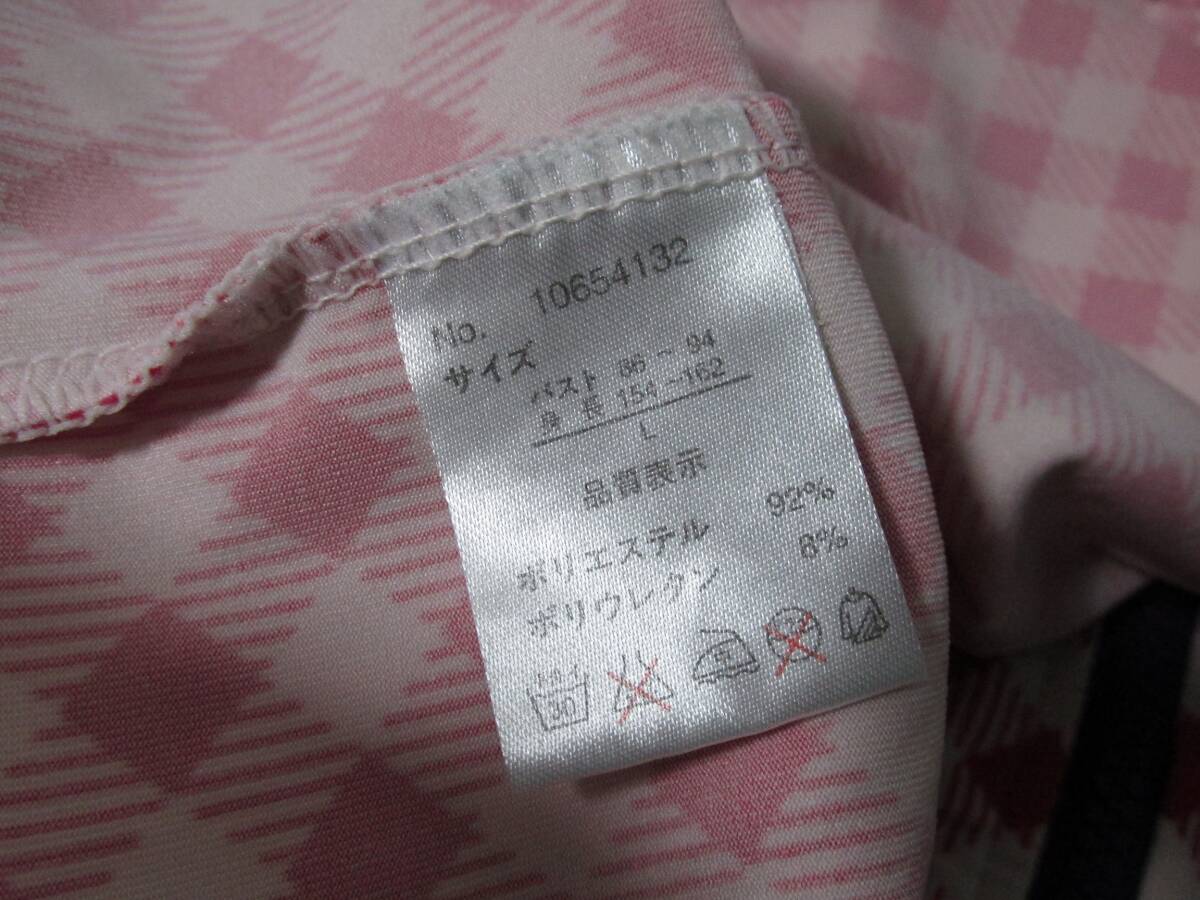 No. 10654132
サイズ
バスト 86 ~ 94
身長 154~162
L
品質表示
ポリエステル 92%
ポリウレタン 8%
30